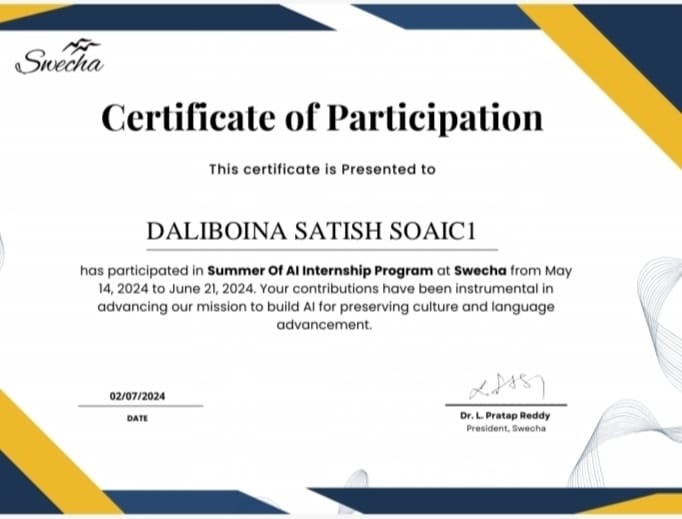 Swecha
Certificate of Participation
This certificate is Presented to
DALIBOINA SATISH SOAIC1
has participated in Summer Of AI Internship Program at Swecha from May
14, 2024 to June 21, 2024. Your contributions have been instrumental in
advancing our mission to build AI for preserving culture and language
advancement.
02/07/2024
DATE
Dr. L. Pratap Reddy
President, Swecha